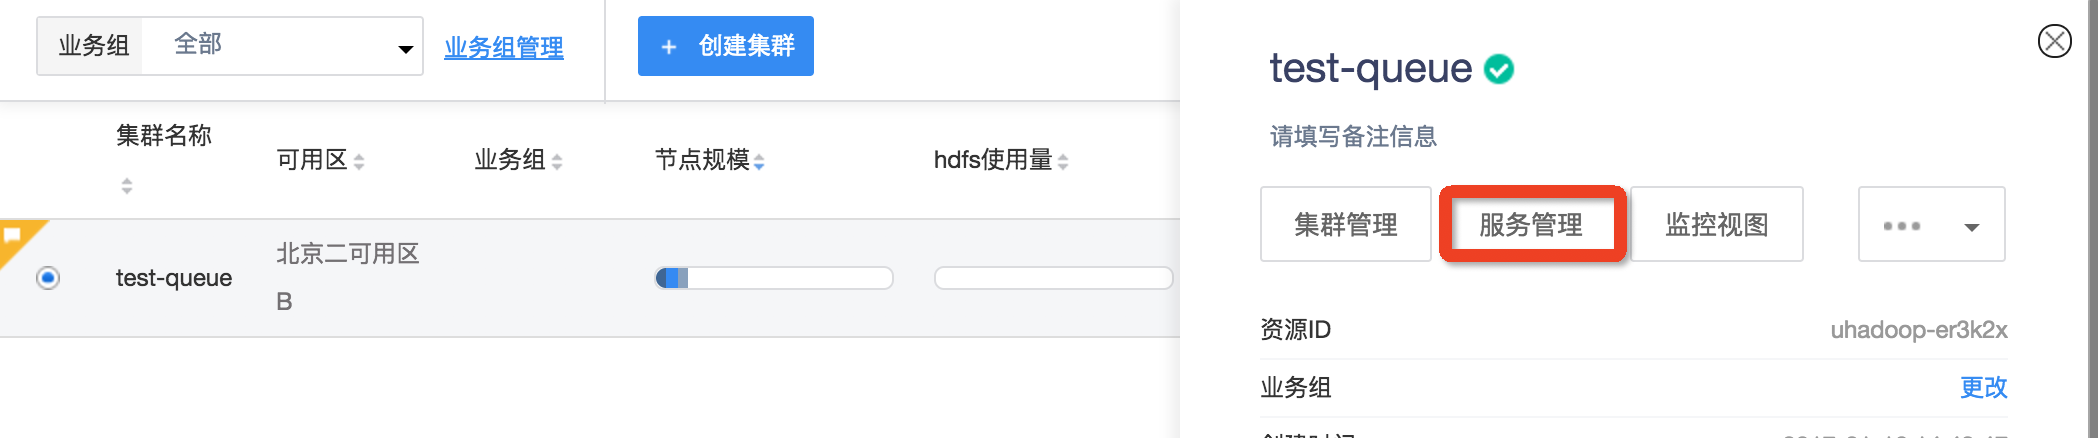 业务组 全部 业务组管理 + 创建集群
集群名称 可用区 业务组 节点规模 hdfs使用量
test-queue 北京二可用区
B
test-queue
请填写备注信息
集群管理 服务管理 监控视图
资源ID uhadoop-er3k2x
业务组 更改